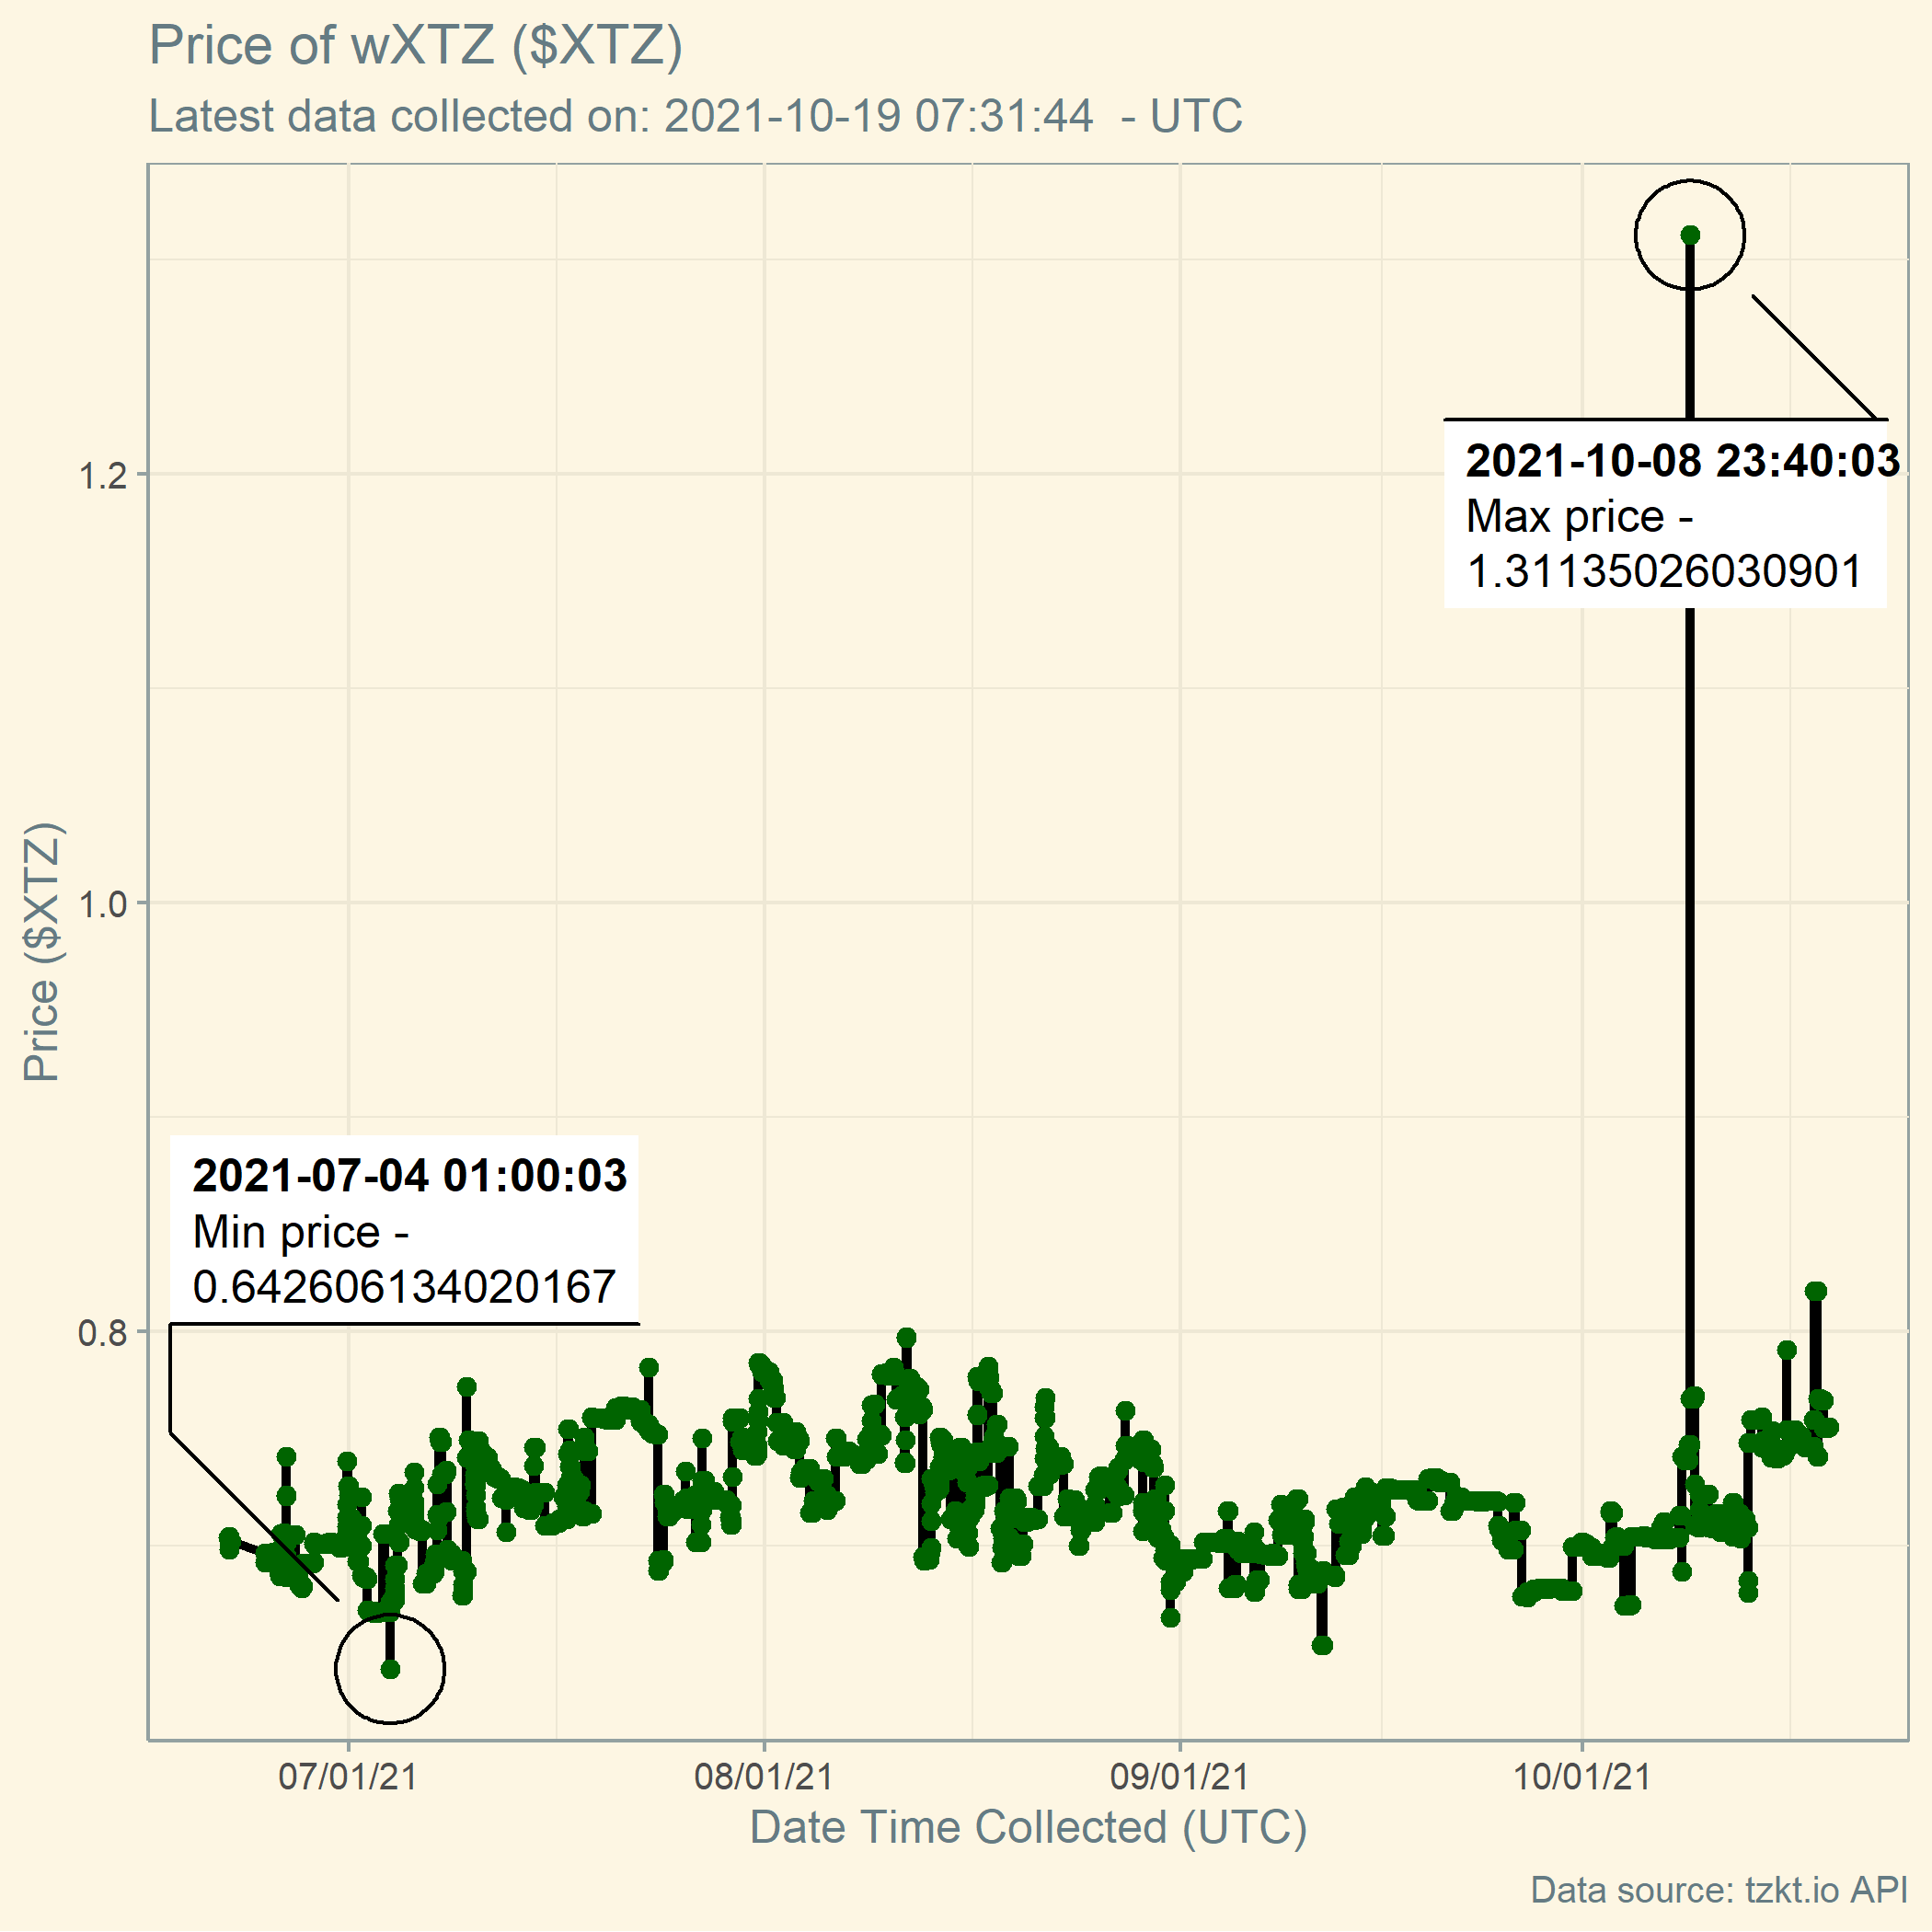 Price of wXTZ ($XTZ)
Latest data collected on: 2021-10-19 07:31:44  - UTC
2021-10-08 23:40:03
Max price -
1.31135026030901
2021-07-04 01:00:03
Min price -
0.642606134020167
Price ($XTZ)
1.2
1.0
0.8
07/01/21
08/01/21
09/01/21
10/01/21
Date Time Collected (UTC)
Data source: tzkt.io API